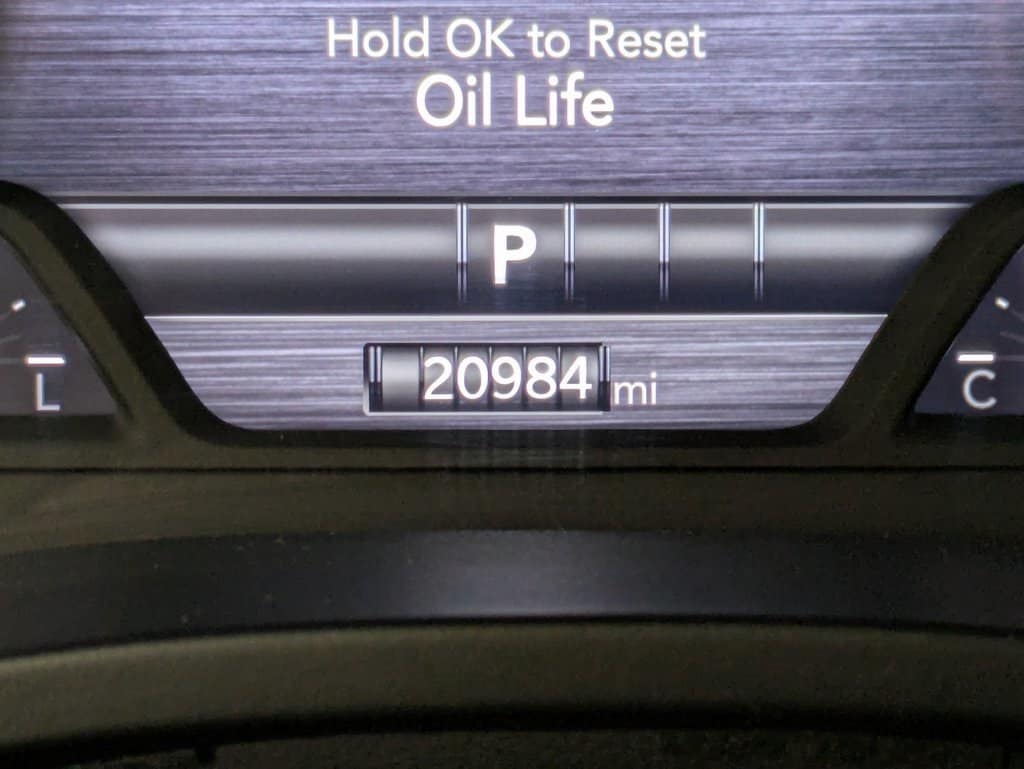 Hold OK to Reset
Oil Life
P
20984 mi
L
C